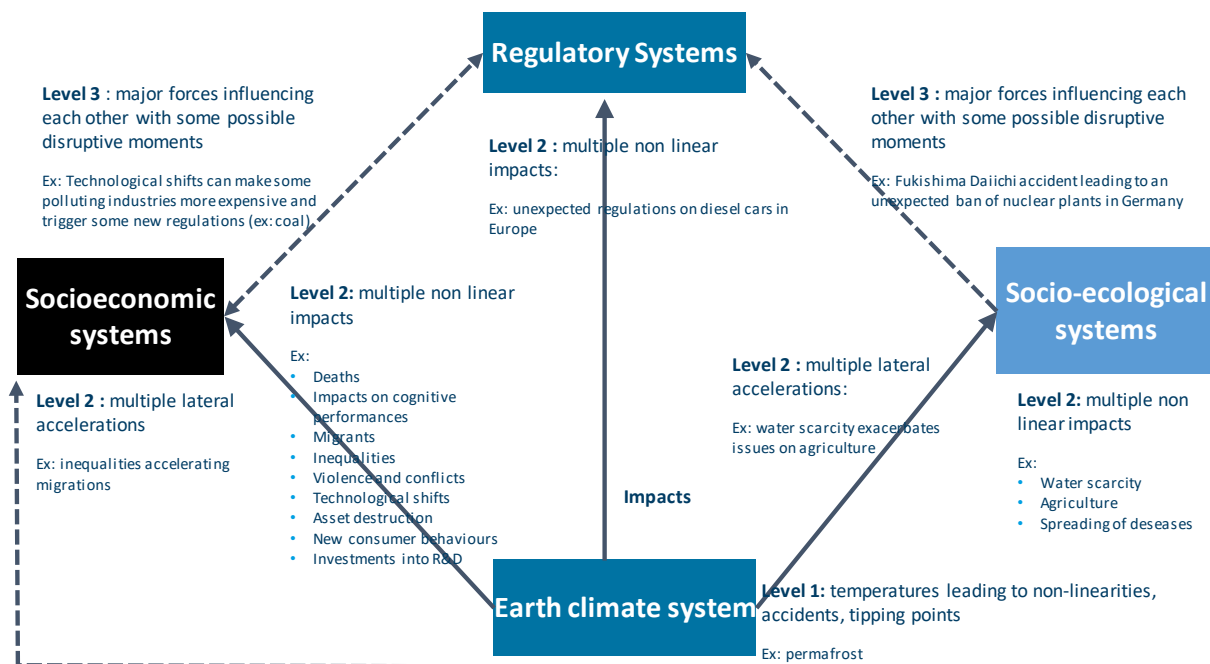 Regulatory Systems
Level 3 : major forces influencing
each other with some possible
disruptive moments
Ex: Technological shifts can make some
polluting industries more expensive and
trigger some new regulations (ex: coal)
Level 2 : multiple non linear
impacts:
Ex: unexpected regulations on diesel cars in
Europe
Level 3 : major forces influencing each
other with some possible disruptive
moments
Ex: Fukishima Daiichi accident leading to an
unexpected ban of nuclear plants in Germany
Socioeconomic
systems
Level 2: multiple non linear
impacts
Ex:
• Deaths
• Impacts on cognitive
performances
• Migrants
• Inequalities
• Violence and conflicts
• Technological shifts
• Asset destruction
• New consumer behaviours
• Investments into R&D
Socio-ecological
systems
Level 2 : multiple lateral
accelerations
Ex: inequalities accelerating
migrations
Level 2 : multiple lateral
accelerations:
Ex: water scarcity exacerbates
issues on agriculture
Level 2: multiple non
linear impacts
Ex:
• Water scarcity
• Agriculture
• Spreading of deseases
Impacts
Earth climate system
Level 1: temperatures leading to non-linearities,
accidents, tipping points
Ex: permafrost